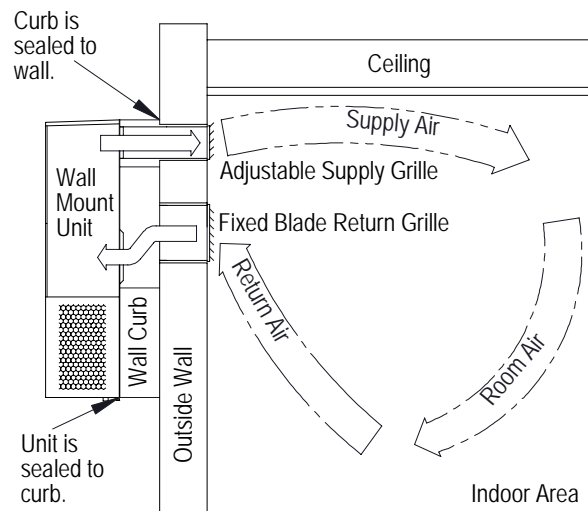 Curb is
sealed to
wall.
Ceiling
Supply Air
Adjustable Supply Grille
Wall
Mount
Unit
Fixed Blade Return Grille
Return Air
Room Air
Wall Curb
Outside Wall
Unit is
sealed to
curb.
Indoor Area